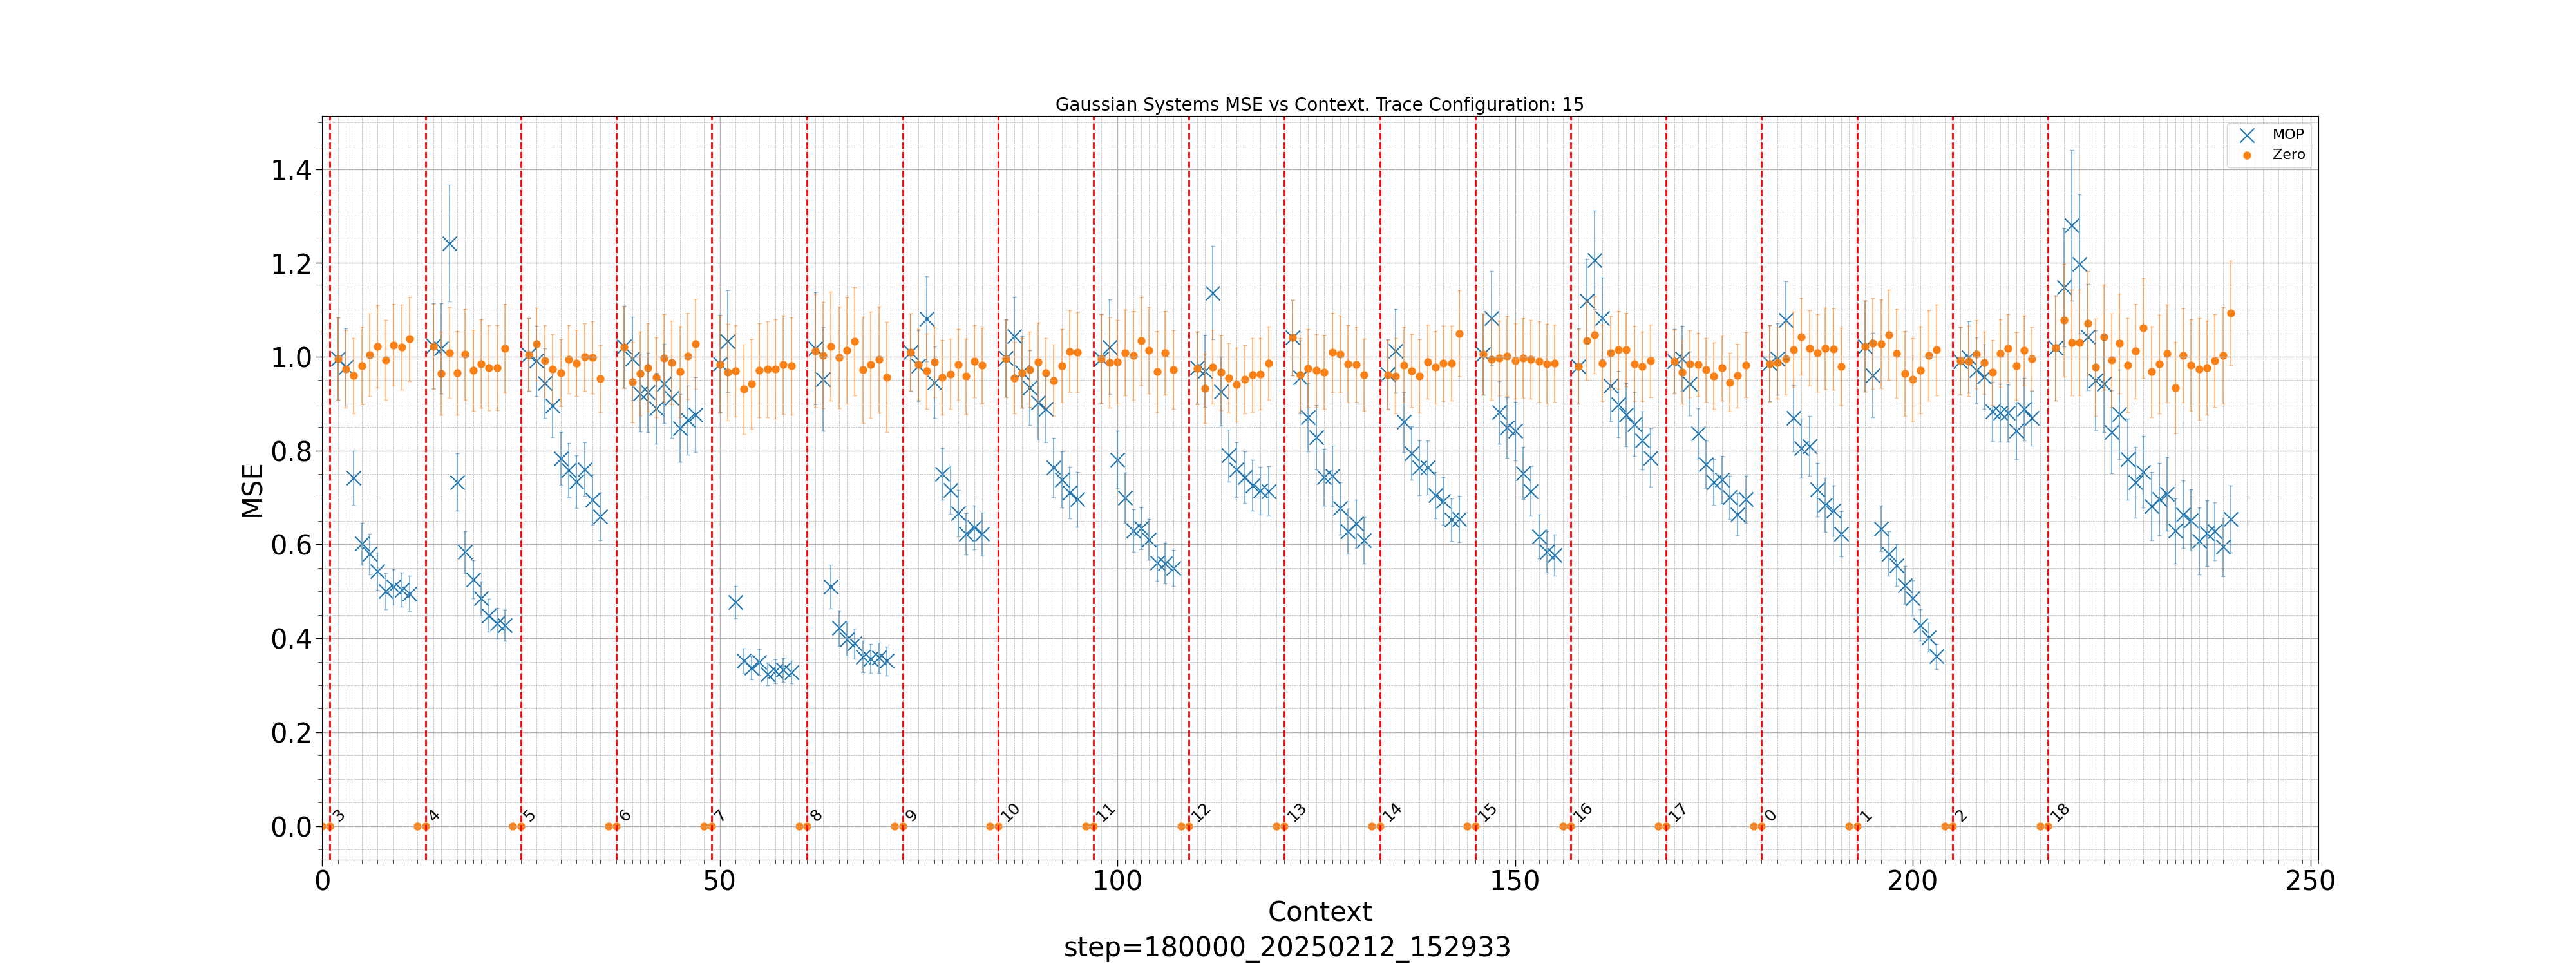 Gaussian Systems MSE vs Context. Trace Configuration: 15
MOP
Zero
MSE
1.4
1.2
1.0
0.8
0.6
0.4
0.2
0.0
3 4 5 6 7 8 9 10 11 12 13 14 15 16 17 0 1 2 18
0 50 100 150 200 250
Context
step=180000_20250212_152933